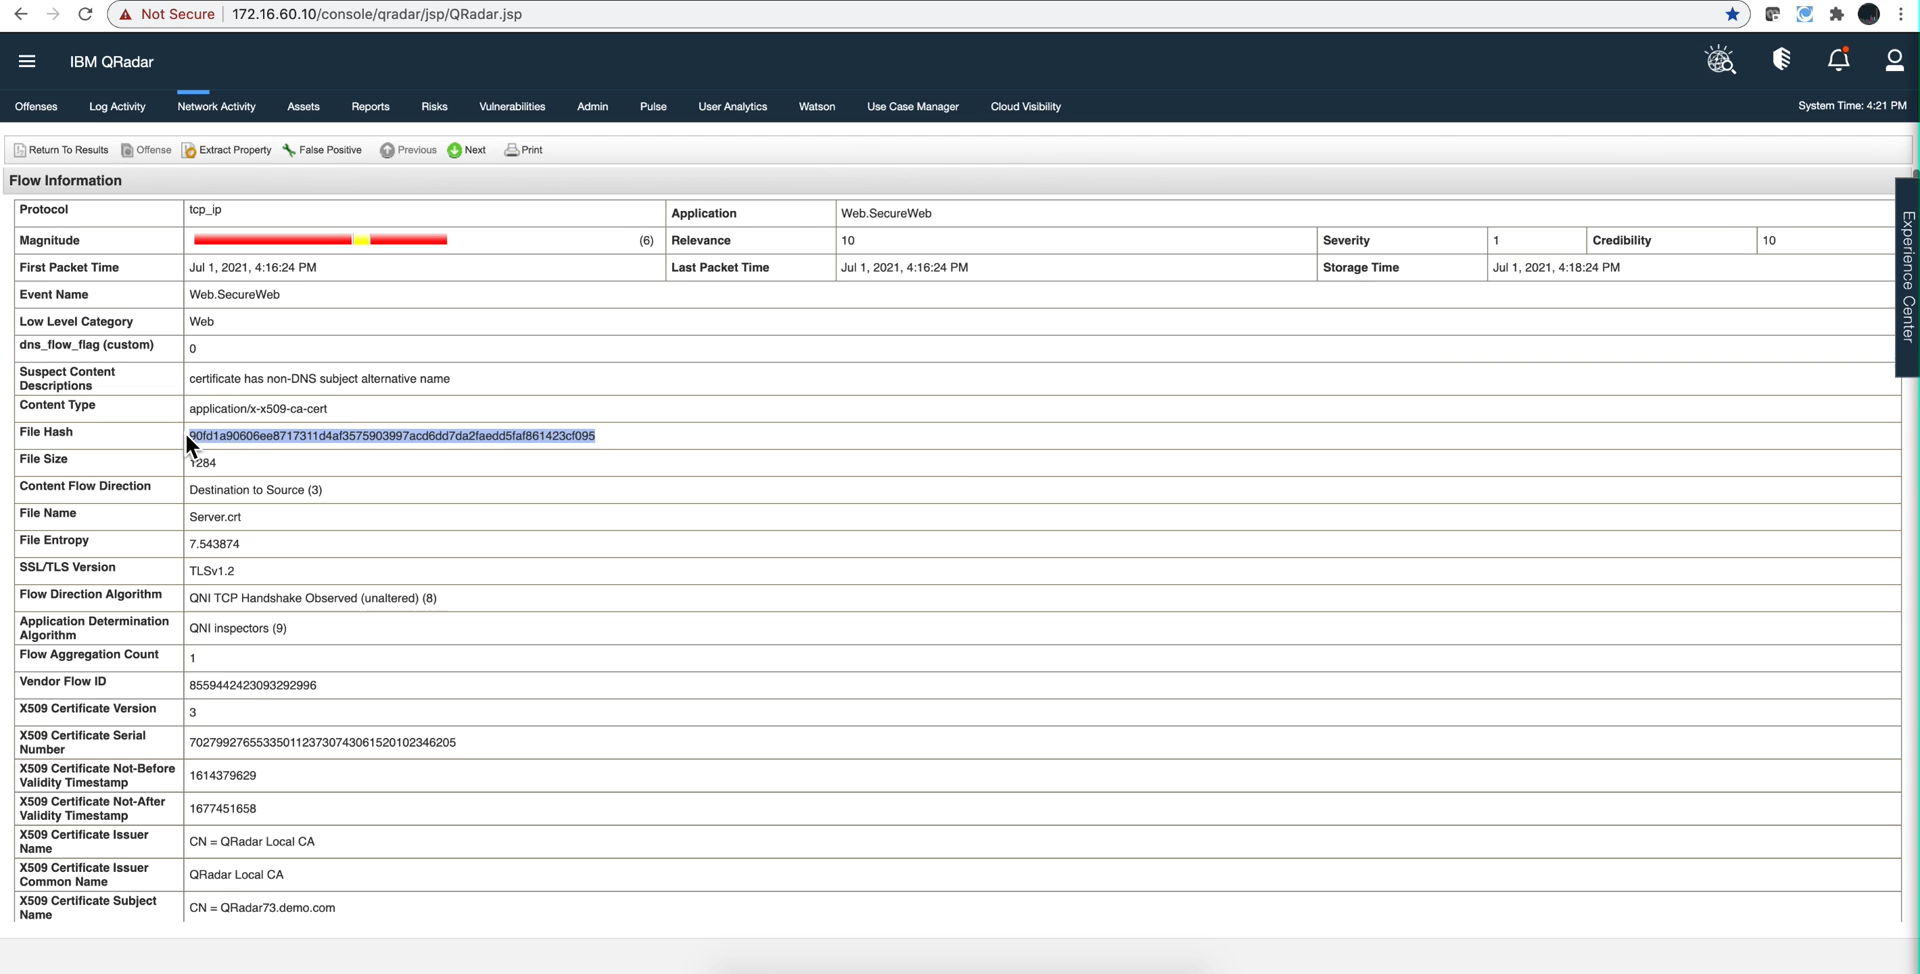 Not Secure 172.16.60.10/console/qradar/jsp/QRadar.jsp
IBM QRadar
Offenses Log Activity Network Activity Assets Reports Risks Vulnerabilities Admin Pulse User Analytics Watson Use Case Manager Cloud Visibility System Time: 4:21 PM
Return To Results Offense Extract Property False Positive Previous Next Print
Flow Information
Protocol tcp_ip Application Web.SecureWeb
Magnitude (6) Relevance 10 Severity 1 Credibility 10
First Packet Time Jul 1, 2021, 4:16:24 PM Last Packet Time Jul 1, 2021, 4:16:24 PM Storage Time Jul 1, 2021, 4:18:24 PM
Experience Center
Event Name Web.SecureWeb
Low Level Category Web
dns_flow_flag (custom) 0
Suspect Content
Descriptions certificate has non-DNS subject alternative name
Content Type application/x-x509-ca-cert
File Hash 90fd1a90606ee8717311d4af3575903997acd6dd7da2faedd5faf861423cf095
File Size 1284
Content Flow Direction Destination to Source (3)
File Name Server.crt
File Entropy 7.543874
SSL/TLS Version TLSv1.2
Flow Direction Algorithm QNI TCP Handshake Observed (unaltered) (8)
Application Determination
Algorithm QNI inspectors (9)
Flow Aggregation Count 1
Vendor Flow ID 8559442423093292996
X509 Certificate Version 3
X509 Certificate Serial
Number 702799276553350112373074306152010​2346205
X509 Certificate Not-Before
Validity Timestamp 1614379629
X509 Certificate Not-After
Validity Timestamp 1677451658
X509 Certificate Issuer
Name CN = QRadar Local CA
X509 Certificate Issuer
Common Name QRadar Local CA
X509 Certificate Subject
Name CN = QRadar73.demo.com